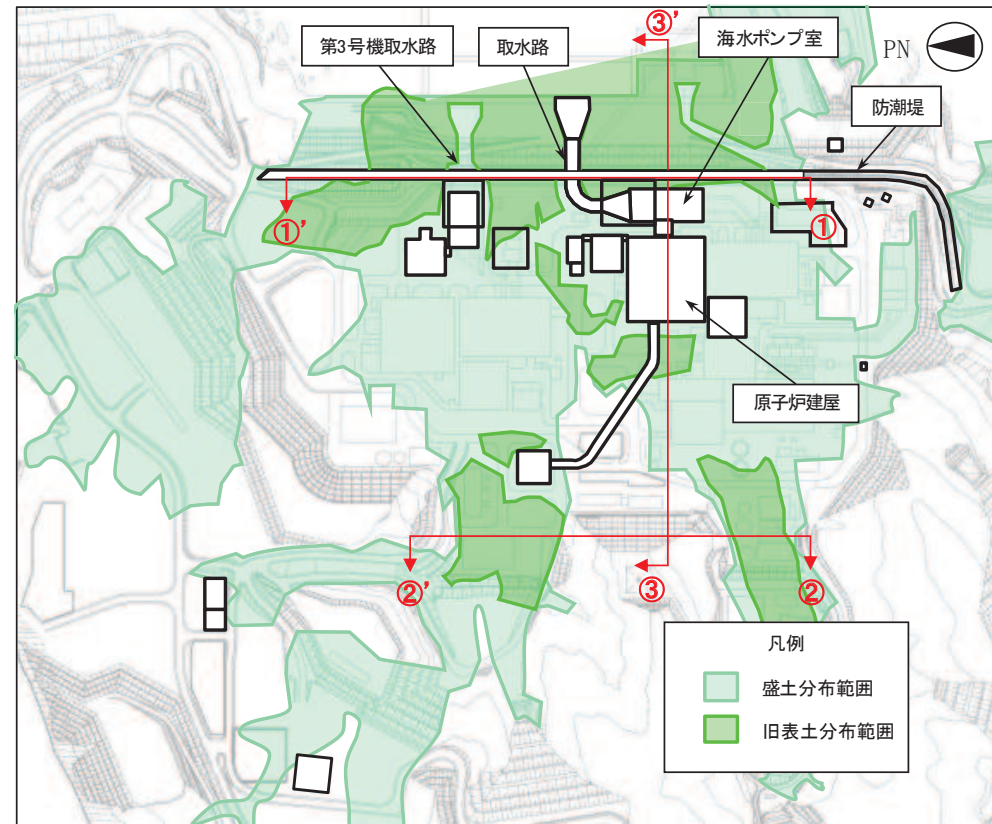 ③'
第3号機取水路
取水路
海水ポンプ室
PN
防潮堤
①'
①
原子炉建屋
②'
③
②
凡例
盛土分布範囲
旧表土分布範囲